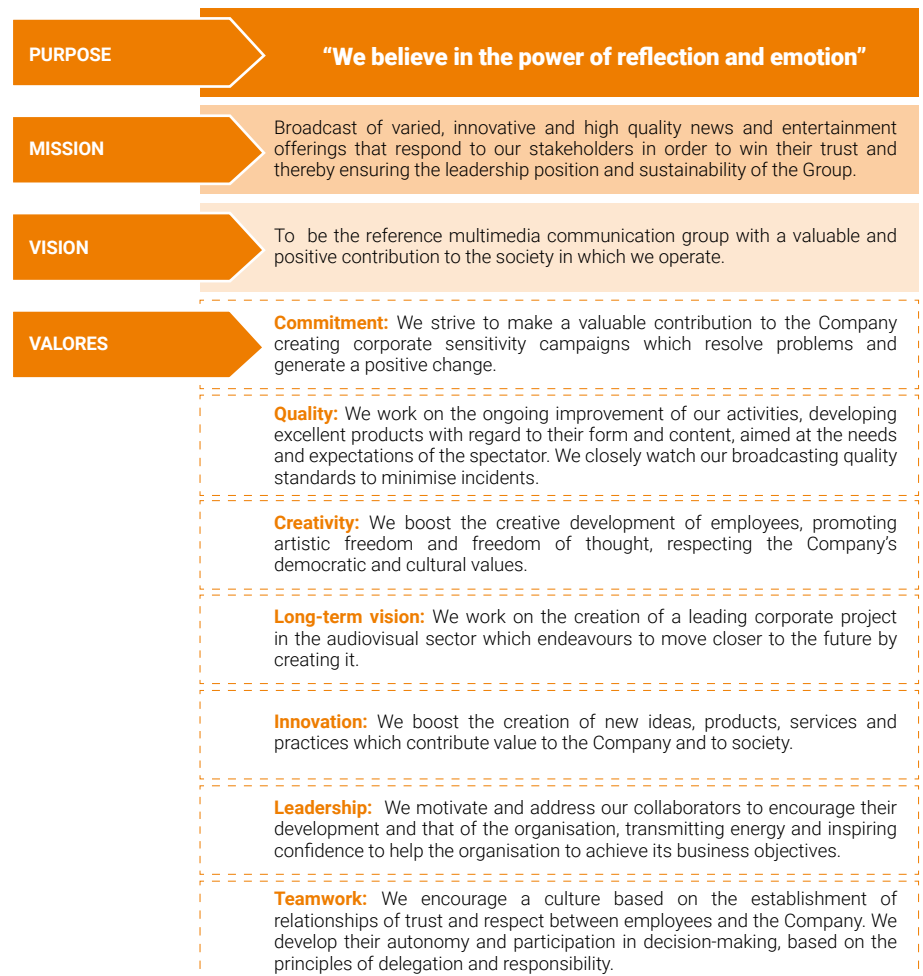 PURPOSE
“We believe in the power of reflection and emotion”
MISSION
Broadcast of varied, innovative and high quality news and entertainment
offerings that respond to our stakeholders in order to win their trust and
thereby ensuring the leadership position and sustainability of the Group.
VISION
To be the reference multimedia communication group with a valuable and
positive contribution to the society in which we operate.
VALORES
Commitment: We strive to make a valuable contribution to the Company
creating corporate sensitivity campaigns which resolve problems and
generate a positive change.
Quality: We work on the ongoing improvement of our activities, developing
excellent products with regard to their form and content, aimed at the needs
and expectations of the spectator. We closely watch our broadcasting quality
standards to minimise incidents.
Creativity: We boost the creative development of employees, promoting
artistic freedom and freedom of thought, respecting the Company’s
democratic and cultural values.
Long-term vision: We work on the creation of a leading corporate project
in the audiovisual sector which endeavours to move closer to the future by
creating it.
Innovation: We boost the creation of new ideas, products, services and
practices which contribute value to the Company and to society.
Leadership: We motivate and address our collaborators to encourage their
development and that of the organisation, transmitting energy and inspiring
confidence to help the organisation to achieve its business objectives.
Teamwork: We encourage a culture based on the establishment of
relationships of trust and respect between employees and the Company. We
develop their autonomy and participation in decision-making, based on the
principles of delegation and responsibility.